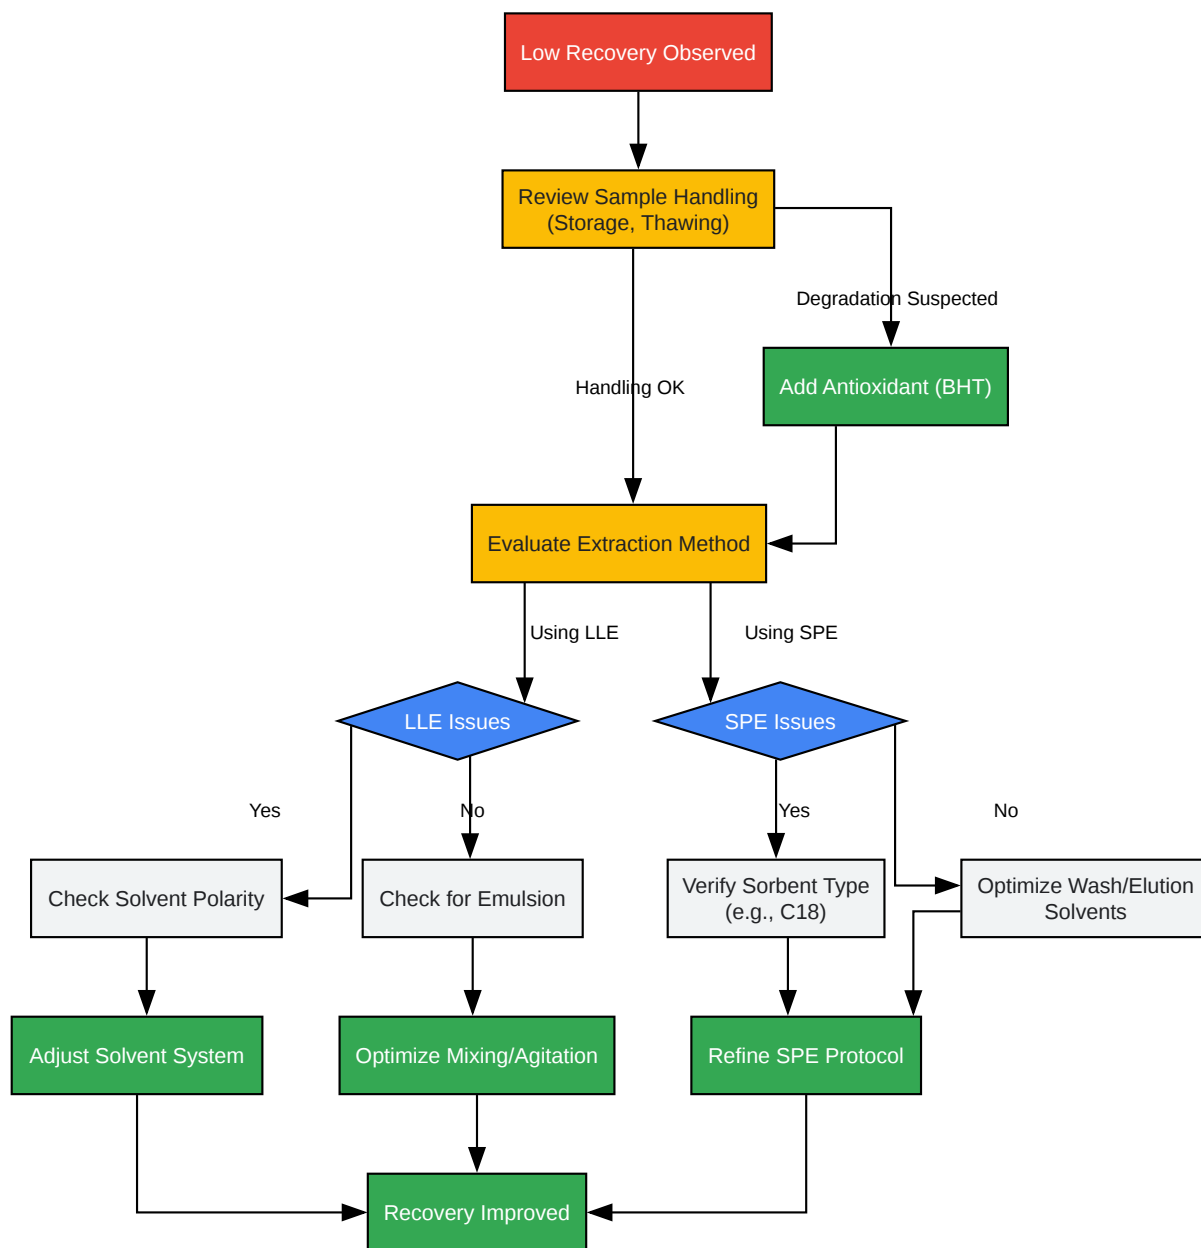 Low Recovery Observed
Review Sample Handling
(Storage, Thawing)
Degradation Suspected
Handling OK
Add Antioxidant (BHT)
Evaluate Extraction Method
Using LLE
Using SPE
LLE Issues
SPE Issues
Yes
No
Yes
No
Check Solvent Polarity
Check for Emulsion
Verify Sorbent Type
(e.g., C18)
Optimize Wash/Elution
Solvents
Adjust Solvent System
Optimize Mixing/Agitation
Refine SPE Protocol
Recovery Improved